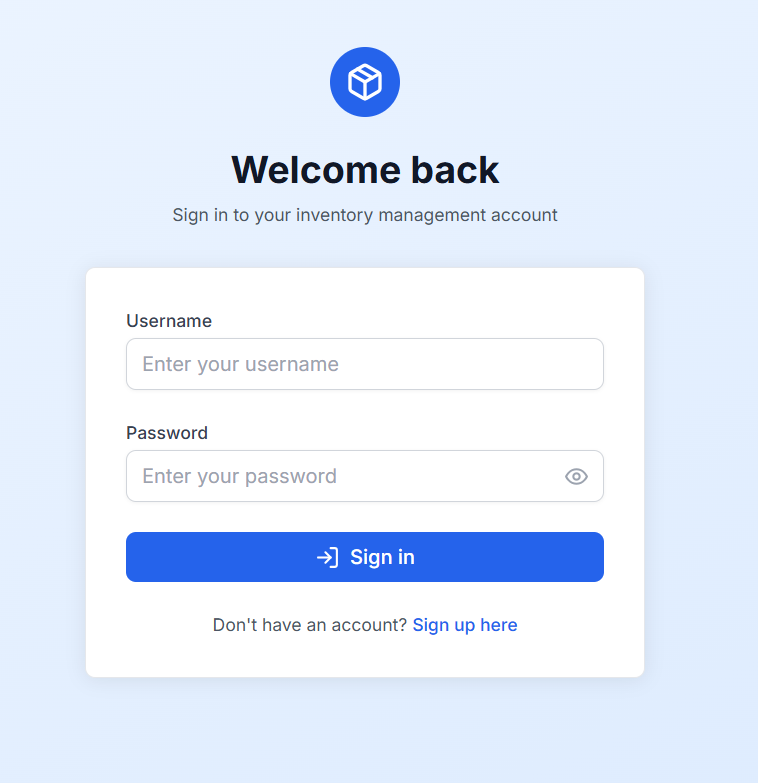 Welcome back
Sign in to your inventory management account
Username
Enter your username
Password
Enter your password
Sign in
Don't have an account? Sign up here